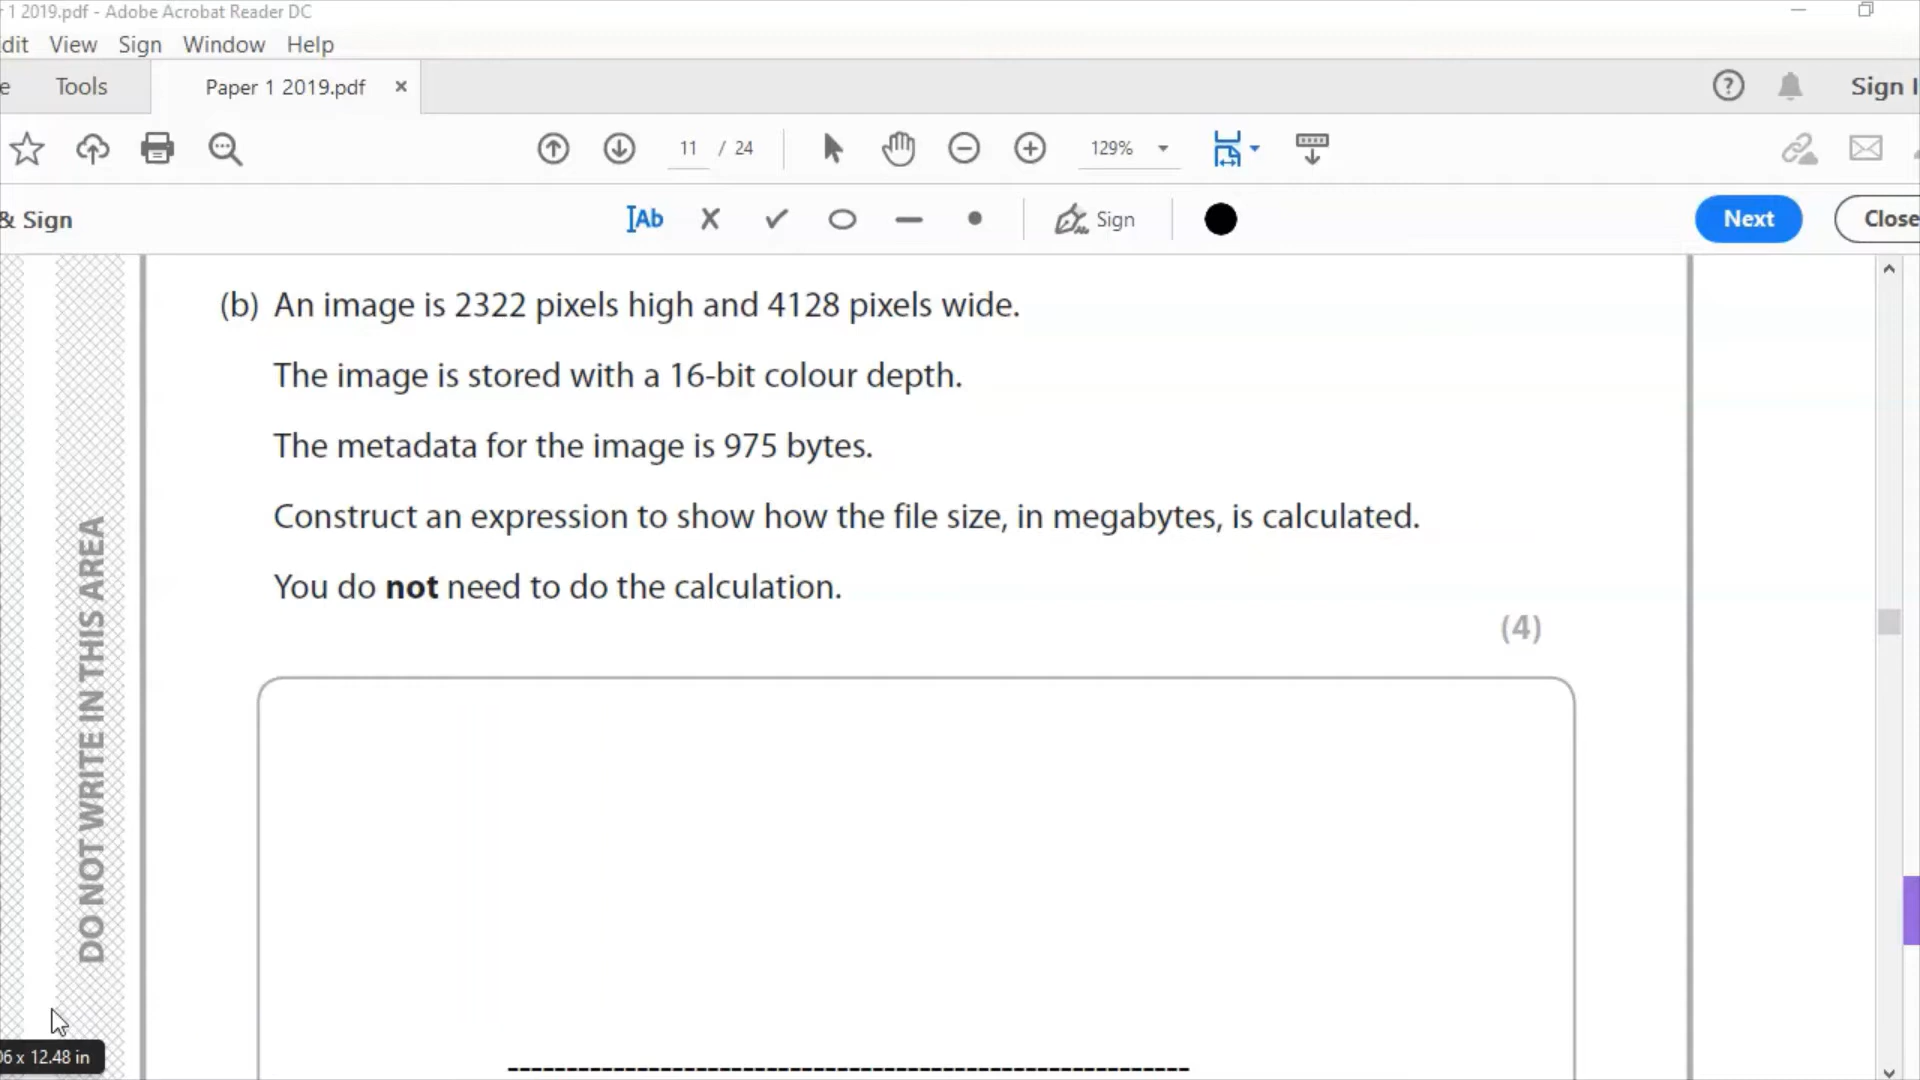 r 1 2019.pdf - Adobe Acrobat Reader DC
dit View Sign Window Help
e Tools Paper 1 2019.pdf × ? Sign I
11 / 24 129%
& Sign Ab Sign Next Close
(b) An image is 2322 pixels high and 4128 pixels wide.
The image is stored with a 16-bit colour depth.
The metadata for the image is 975 bytes.
Construct an expression to show how the file size, in megabytes, is calculated.
You do not need to do the calculation.
(4)
DO NOT WRITE IN THIS AREA
06 x 12.48 in